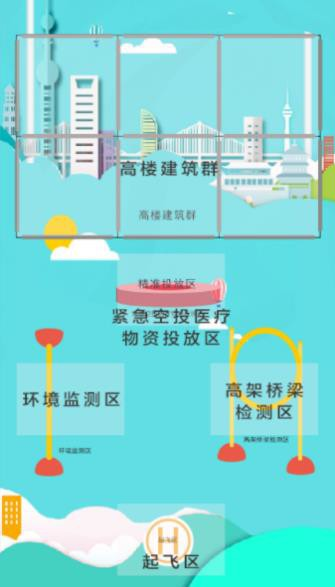 高楼建筑群
高楼建筑群
精准投放区
紧急空投医疗
物资投放区
环境监测区
环境监测区
高架桥梁
检测区
高架桥梁检测区
H
起飞区